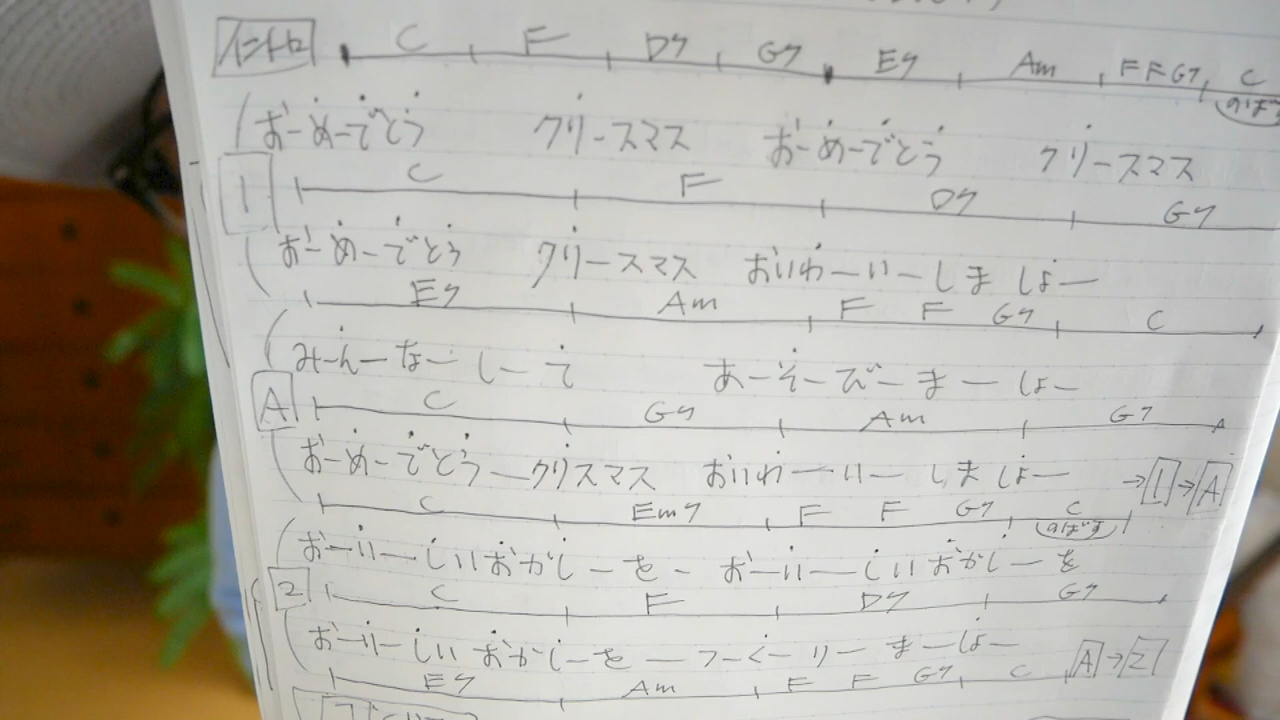 イントロ C F D7 G7 E7 Am F F G7 C
のばす
おーめーでとう クリースマス おーめーでとう クリースマス
1 C F D7 G7
おーめーでとう クリースマス おいわーいーしましょー
E7 Am F F G7 C
みーんーなーしーて あーそーびーまーしょー
A C G7 Am G7
おーめーでとうークリスマス おいわーいーしましょー →1→A
C Em7 F F G7 C
のばす
おーいーしいおかしーをー おーいーしいおかしーを
2 C F D7 G7
おーいーしいおかしーをーつーくーりーまーしょー A→2
E7 Am F F G7 C